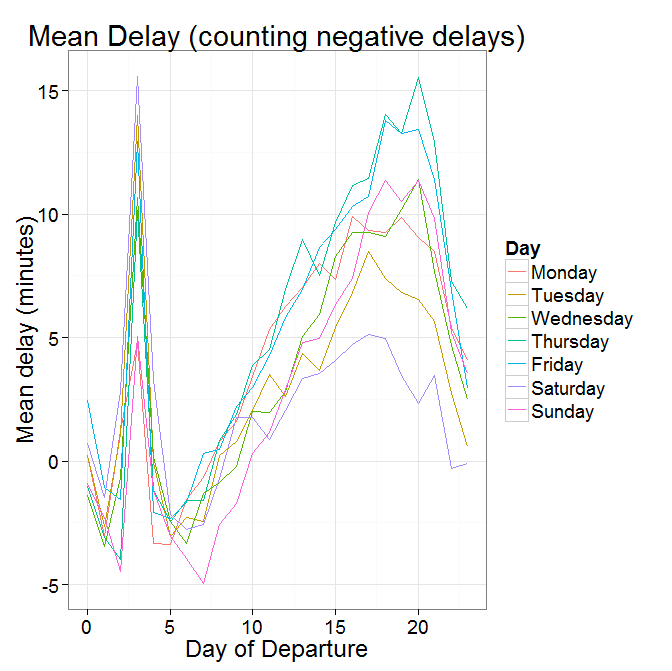 Mean Delay (counting negative delays)
Mean delay (minutes)
15
10
5
0
-5
0 5 10 15 20
Day of Departure
Day
Monday
Tuesday
Wednesday
Thursday
Friday
Saturday
Sunday